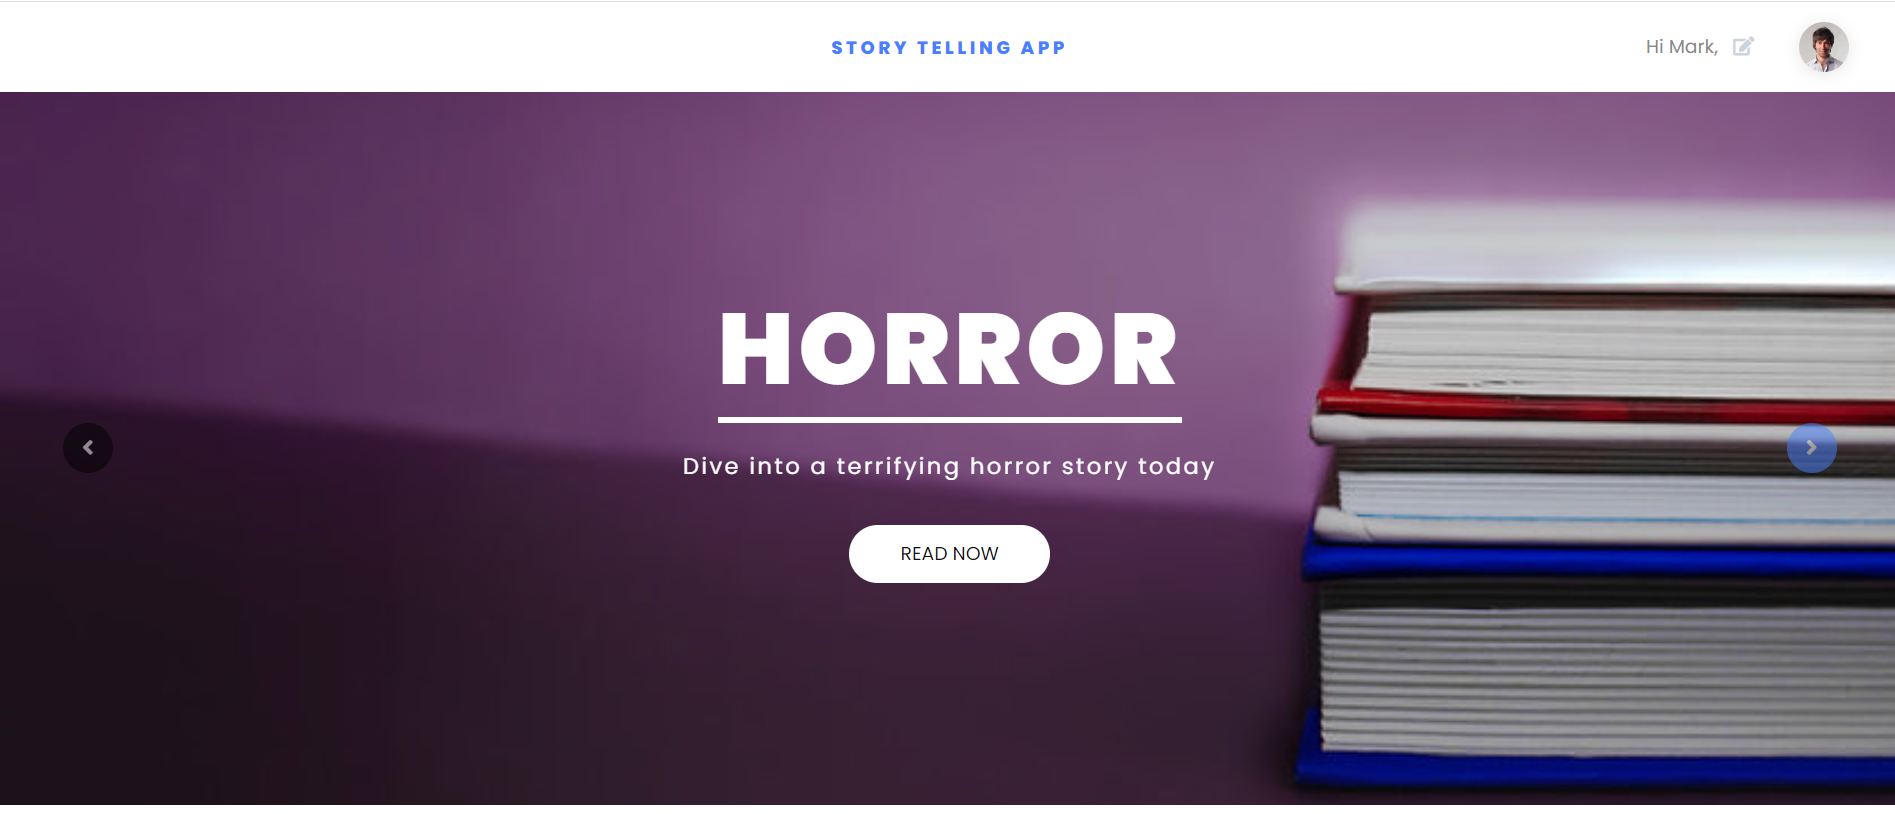 STORY TELLING APP
Hi Mark,
HORROR
Dive into a terrifying horror story today
READ NOW